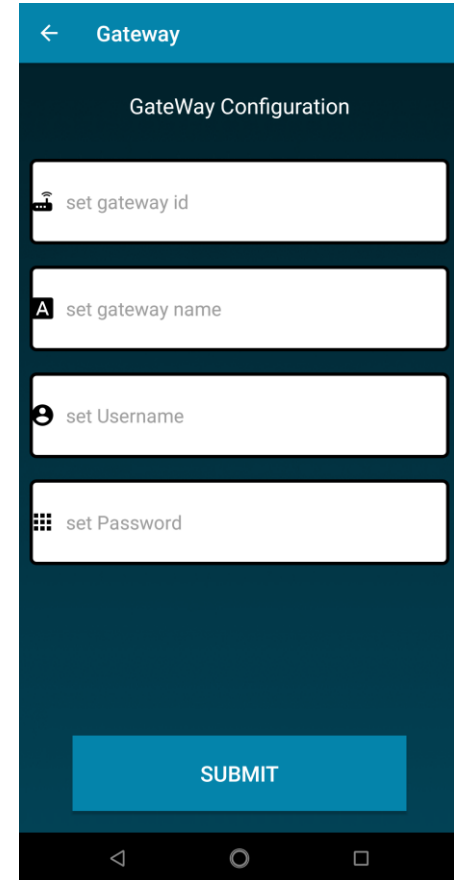 Gateway
GateWay Configuration
set gateway id
A set gateway name
set Username
set Password
SUBMIT